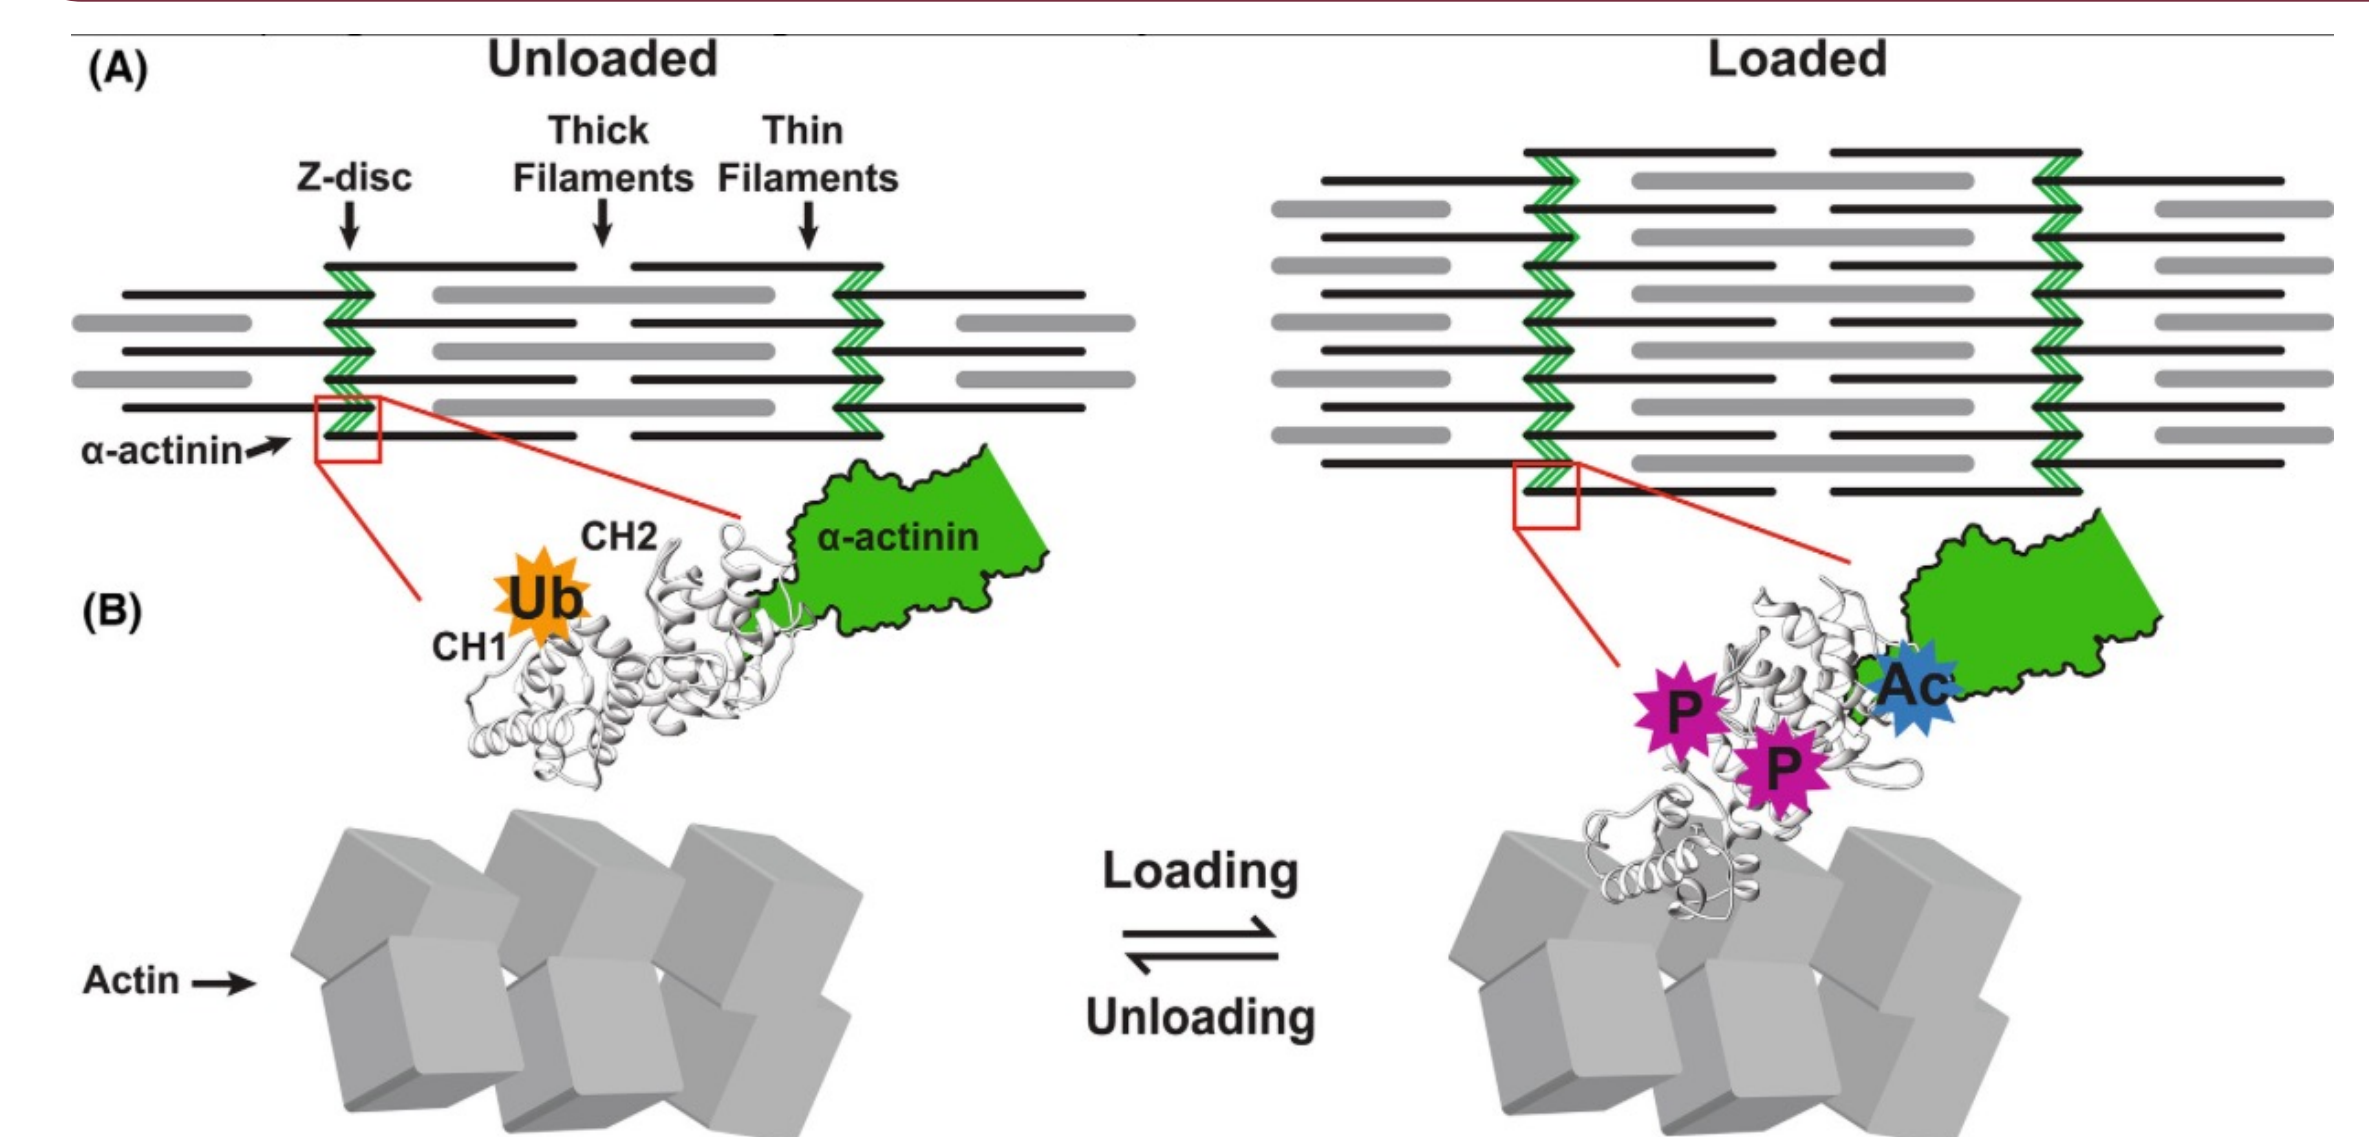 (A)
Unloaded
Loaded
Thick
Filaments
Thin
Filaments
Z-disc
α-actinin
(B)
CH2
α-actinin
Ub
CH1
Ac
P
P
Loading
Unloading
Actin